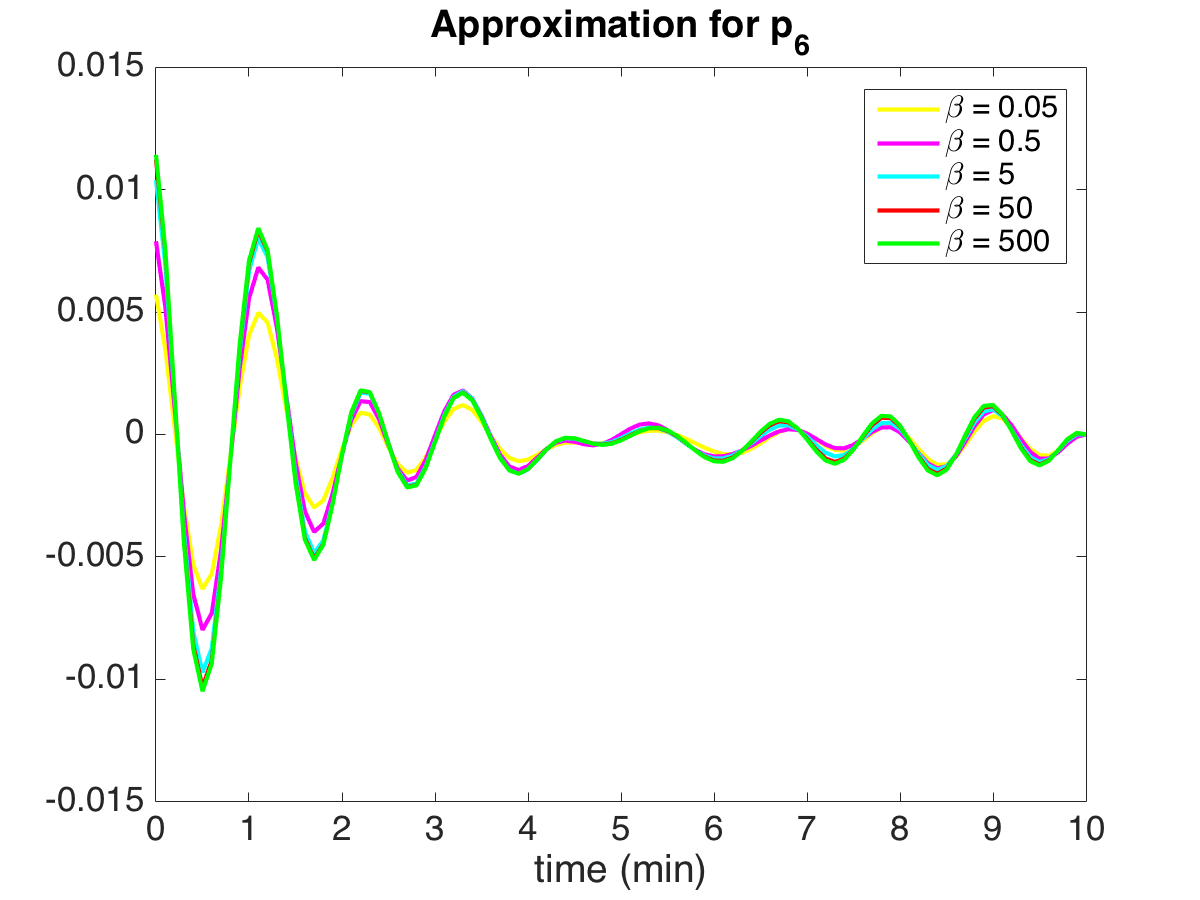 Approximation for p₆
0.015
0.01
0.005
0
-0.005
-0.01
-0.015
β = 0.05
β = 0.5
β = 5
β = 50
β = 500
0 1 2 3 4 5 6 7 8 9 10
time (min)